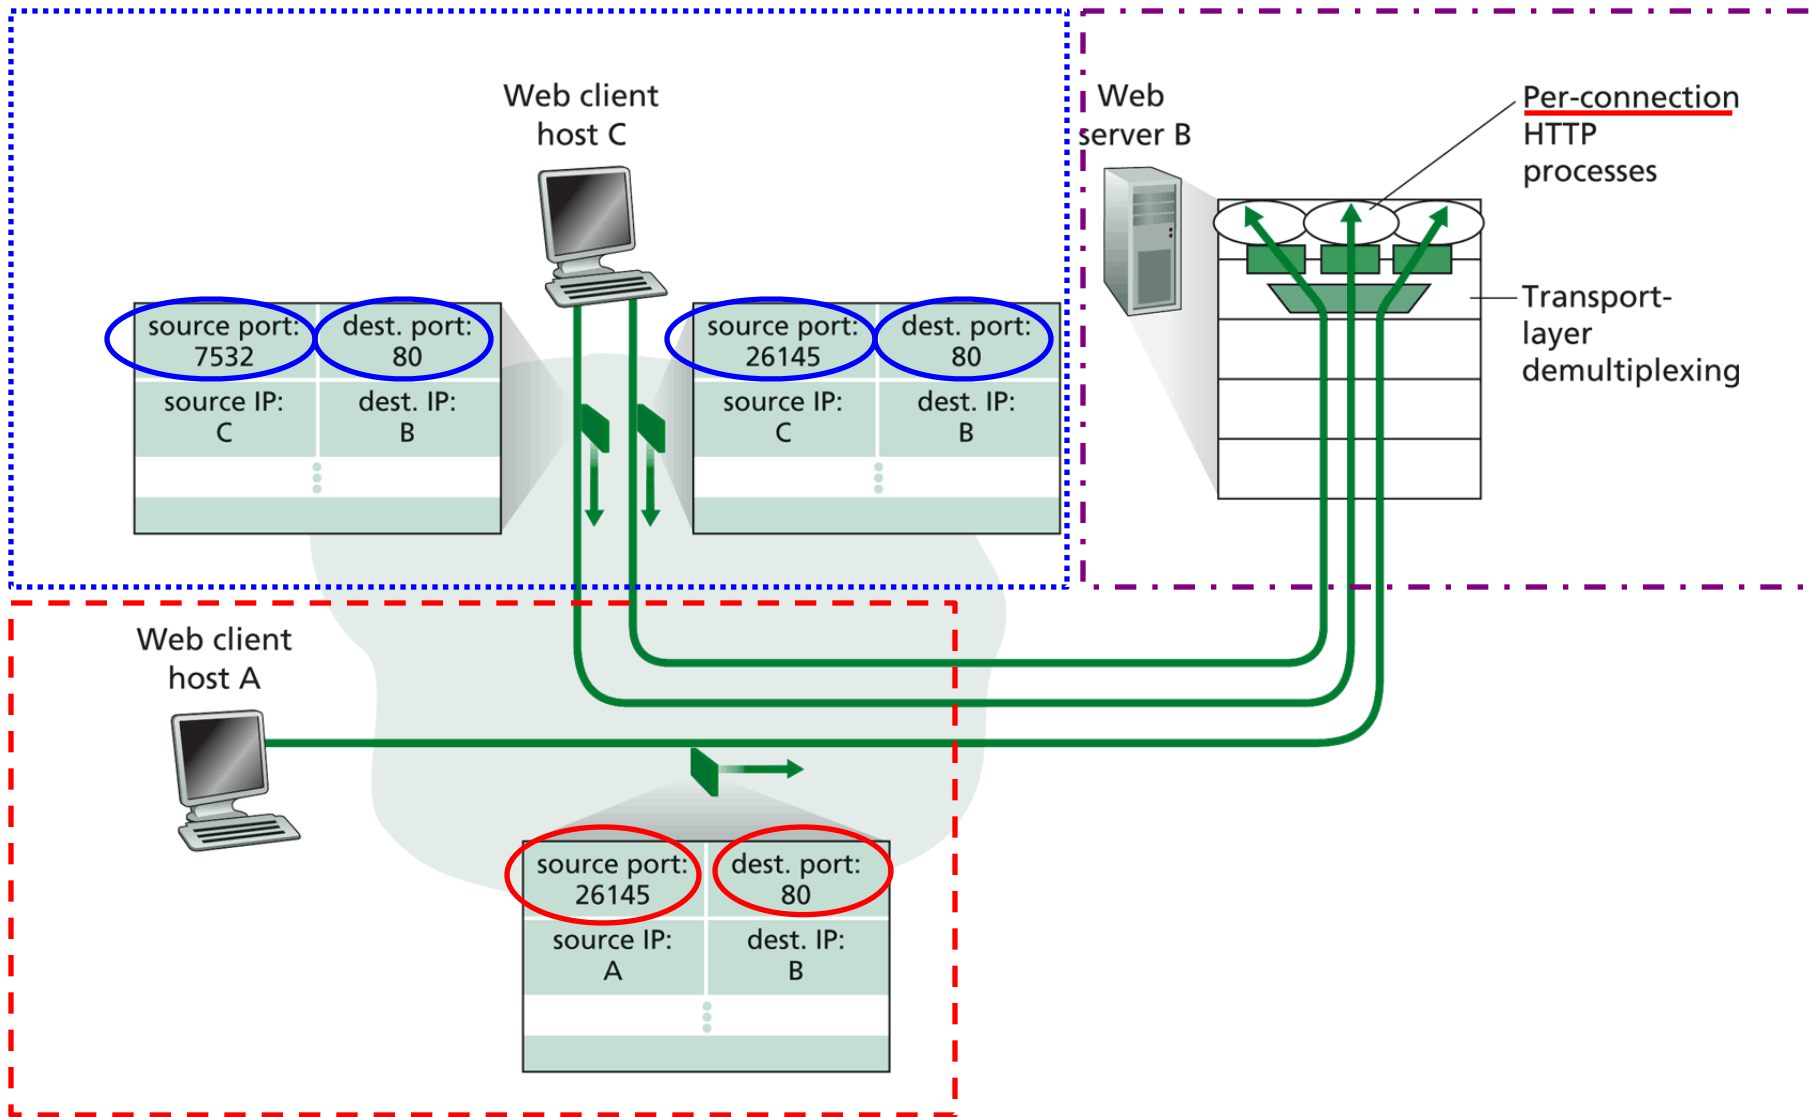 Web client
host C
Web
server B
Per-connection
HTTP
processes
source port:
7532
dest. port:
80
source IP:
C
dest. IP:
B
source port:
26145
dest. port:
80
source IP:
C
dest. IP:
B
Transport-
layer
demultiplexing
Web client
host A
source port:
26145
dest. port:
80
source IP:
A
dest. IP:
B